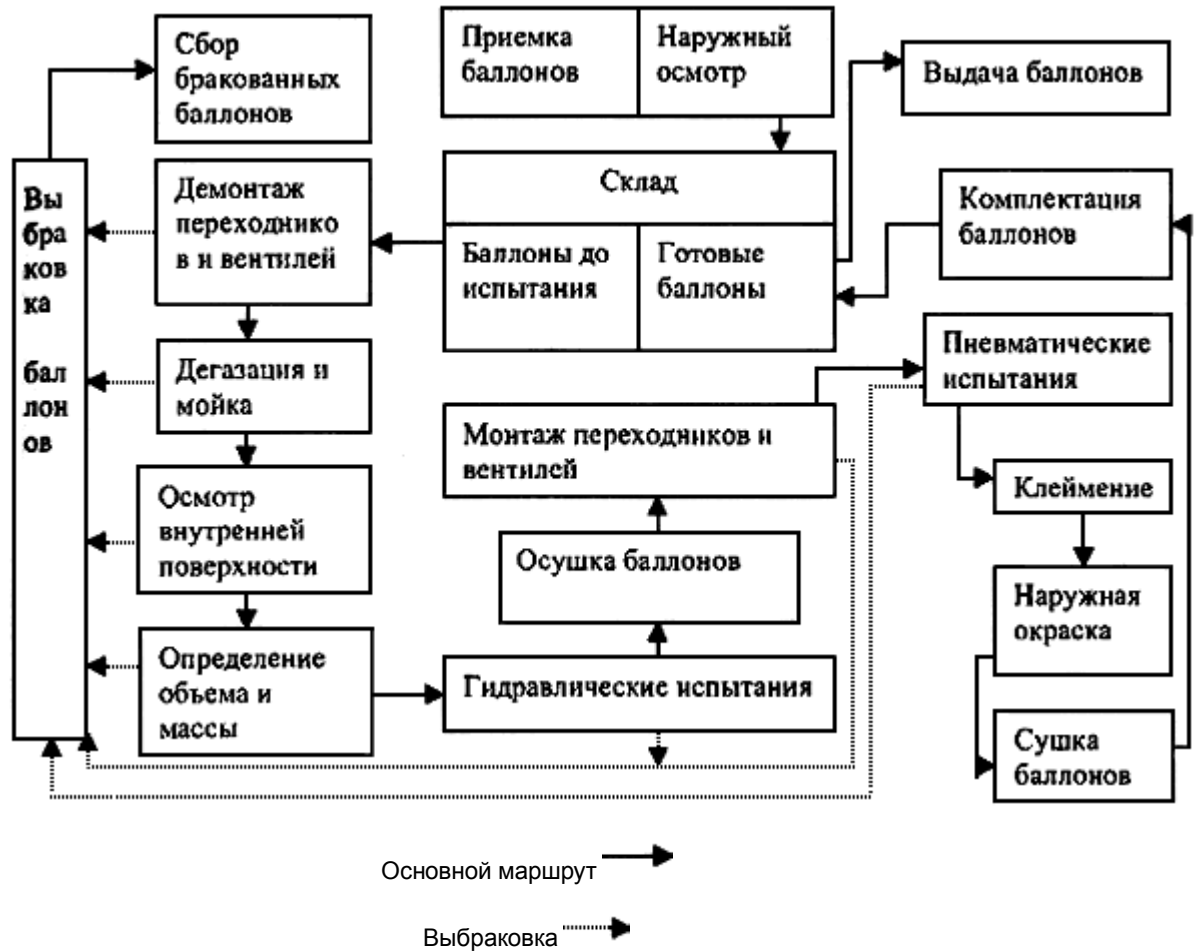 Сбор
бракованных
баллонов
Приемка
баллонов
Наружный
осмотр
Выдача баллонов
Вы
бра
ков
ка
бал
лон
ов
Демонтаж
переходнико
в и вентилей
Склад
Баллоны до
испытания
Готовые
баллоны
Комплектация
баллонов
Дегазация и
мойка
Пневматические
испытания
Монтаж переходников и
вентилей
Осмотр
внутренней
поверхности
Клеймение
Осушка баллонов
Наружная
окраска
Определение
объема и
массы
Гидравлические испытания
Сушка
баллонов
Основной маршрут
Выбраковка